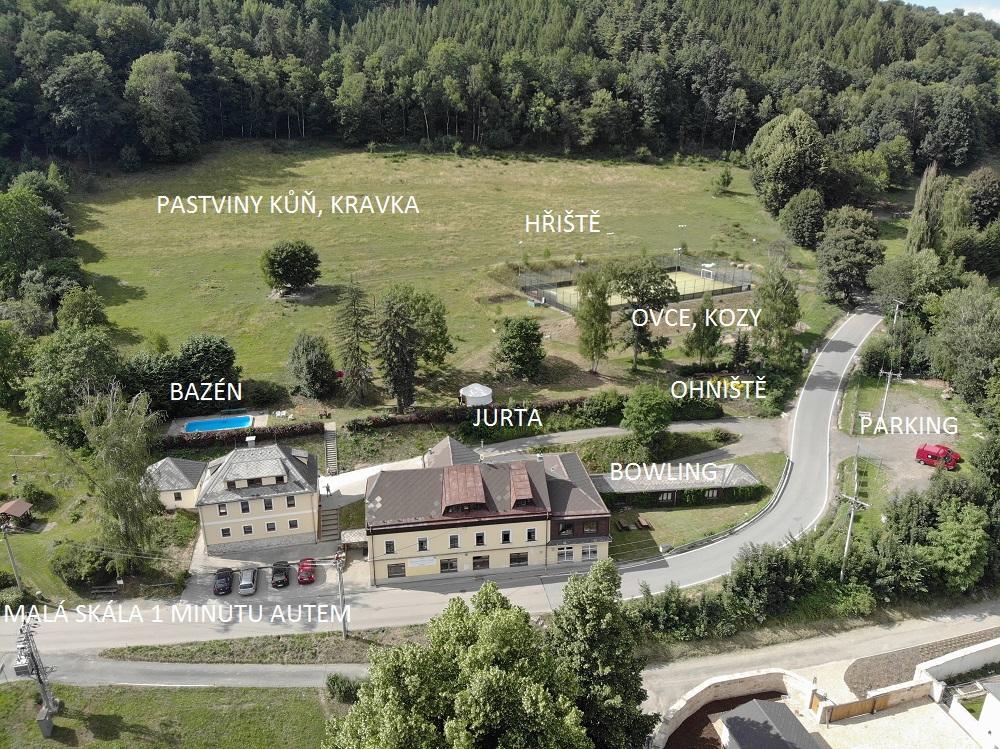 PASTVINY KŮŇ, KRAVKA
HŘIŠTĚ
OVCE, KOZY
BAZÉN
OHNIŠTĚ
JURTA
PARKING
BOWLING
MALÁ SKÁLA 1 MINUTU AUTEM